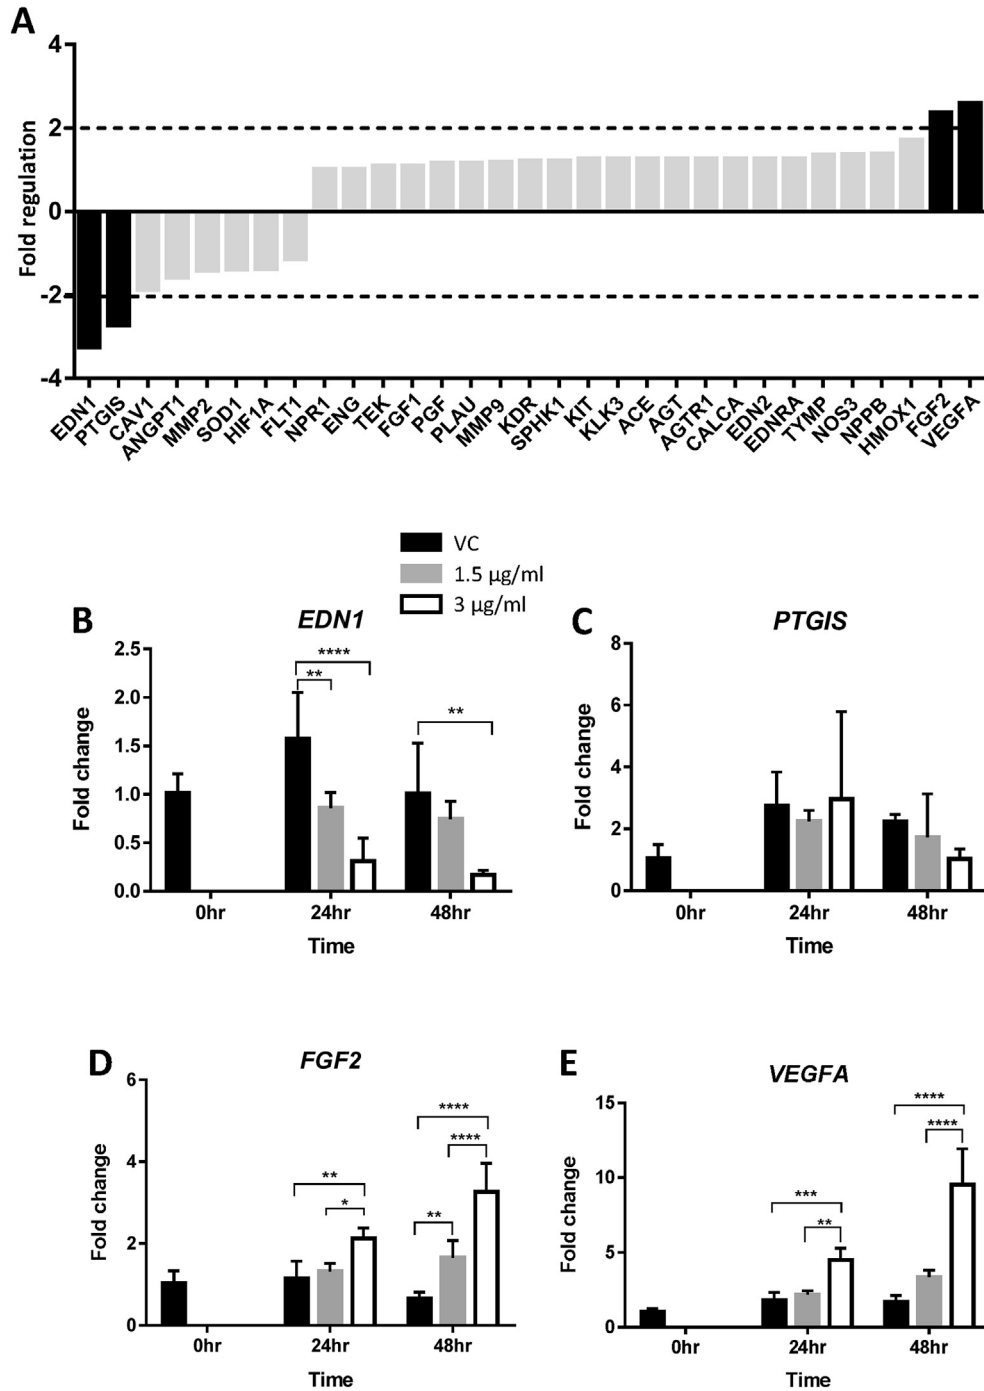 A
Fold regulation
4
2
0
-2
-4
EDN1 PTGIS CAV1 ANGPT1 MMP2 SOD1 HIF1A FLT1 NPR1 ENG TEK FGF1 PGF PLAU MMP9 KDR SPHK1 KIT KLK3 ACE AGT AGTR1 CALCA EDN2 EDNRA TYMP NOS3 NPPB HMOX1 FGF2 VEGFA
VC
1.5 µg/ml
3 µg/ml
B
EDN1
Fold change
2.5
2.0
1.5
1.0
0.5
0.0
****
**
**
0hr 24hr 48hr
Time
C
PTGIS
Fold change
8
6
4
2
0
0hr 24hr 48hr
Time
D
FGF2
Fold change
6
4
2
0
**
*
****
****
**
0hr 24hr 48hr
Time
E
VEGFA
Fold change
15
10
5
0
***
**
****
****
0hr 24hr 48hr
Time